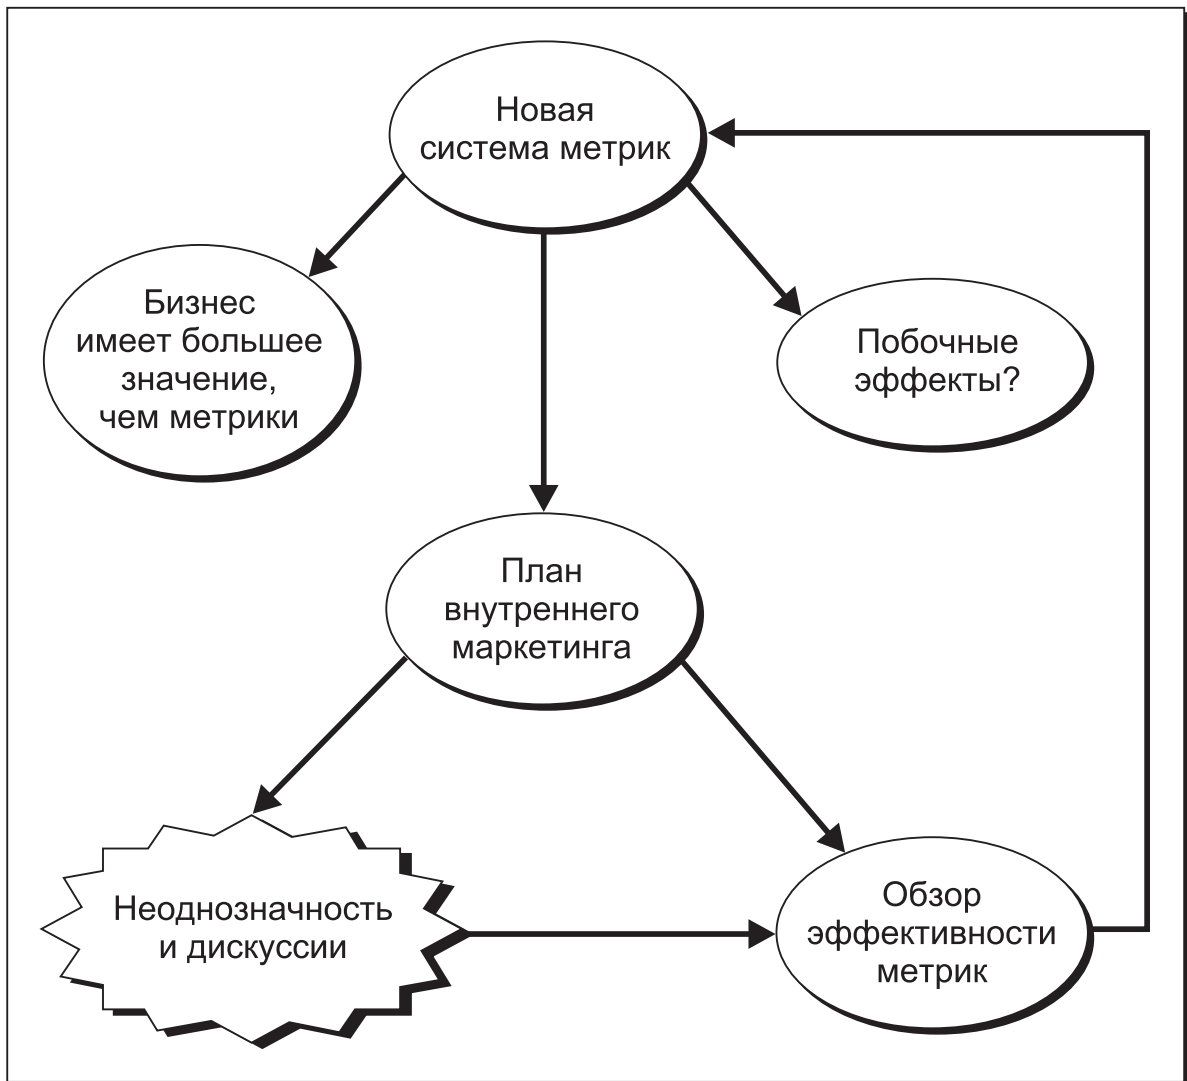 Новая
система метрик
Бизнес
имеет большее
значение,
чем метрики
Побочные
эффекты?
План
внутреннего
маркетинга
Неоднозначность
и дискуссии
Обзор
эффективности
метрик